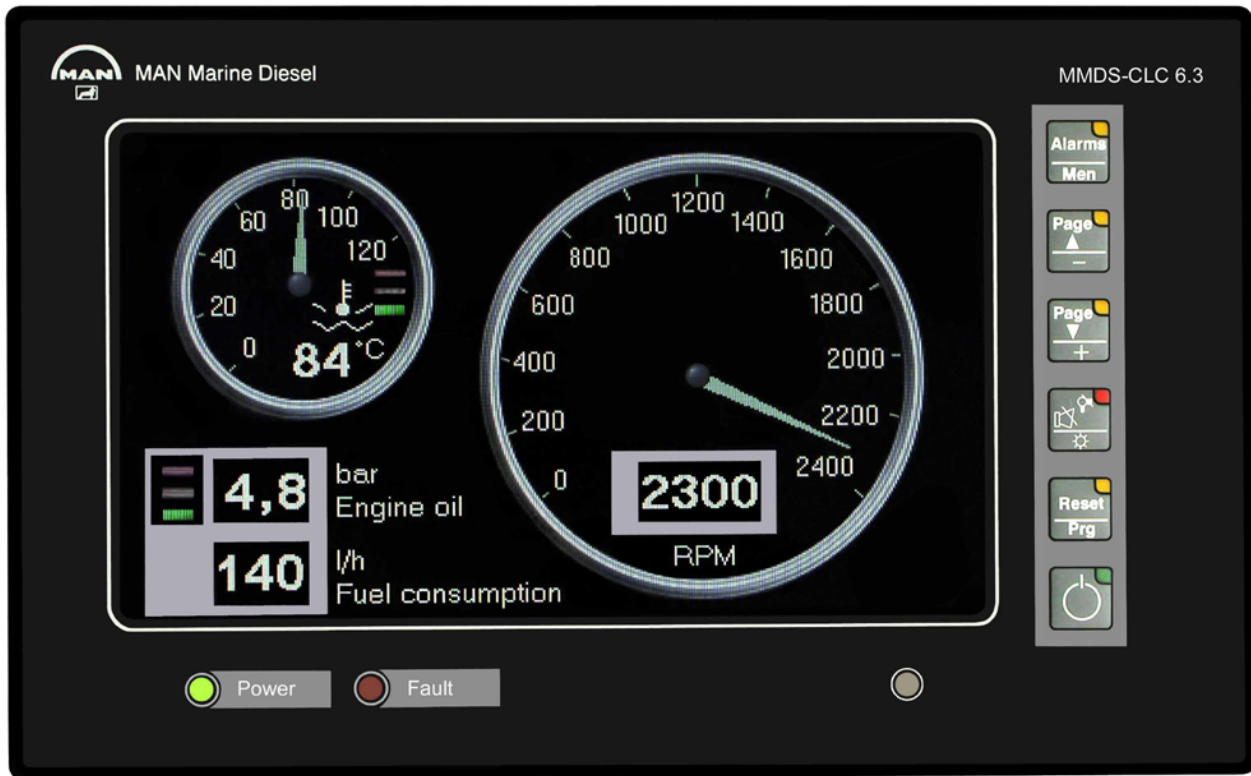 MAN
MAN Marine Diesel
MMDS-CLC 6.3
0
20
40
60
80
100
120
84 °C
0
200
400
600
800
1000
1200
1400
1600
1800
2000
2200
2400
2300
RPM
4,8
bar
Engine oil
140
l/h
Fuel consumption
Alarms
Men
Page
–
Page
+
Reset
Prg
Power
Fault